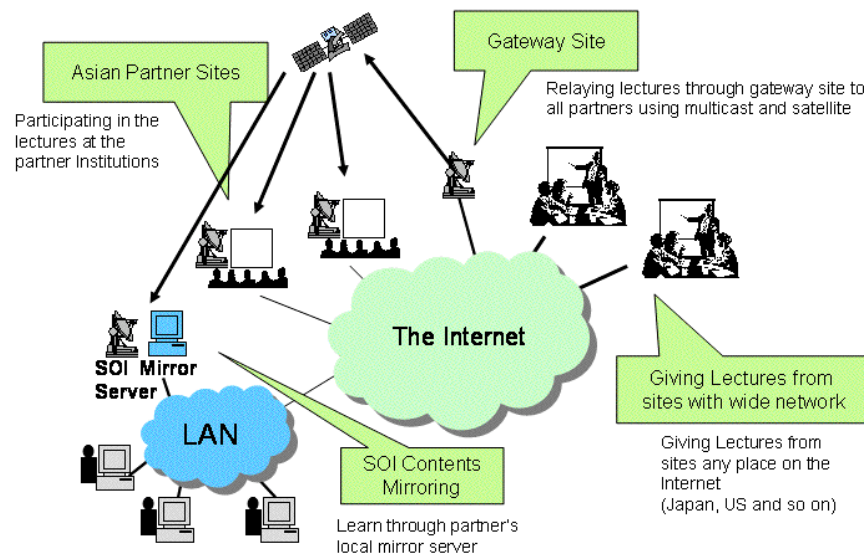 Asian Partner Sites
Participating in the
lectures at the
partner Institutions
Gateway Site
Relaying lectures through gateway site to
all partners using multicast and satellite
The Internet
SOI Mirror
Server
LAN
SOI Contents
Mirroring
Learn through partner's
local mirror server
Giving Lectures from
sites with wide network
Giving Lectures from
sites any place on the
Internet
(Japan, US and so on)